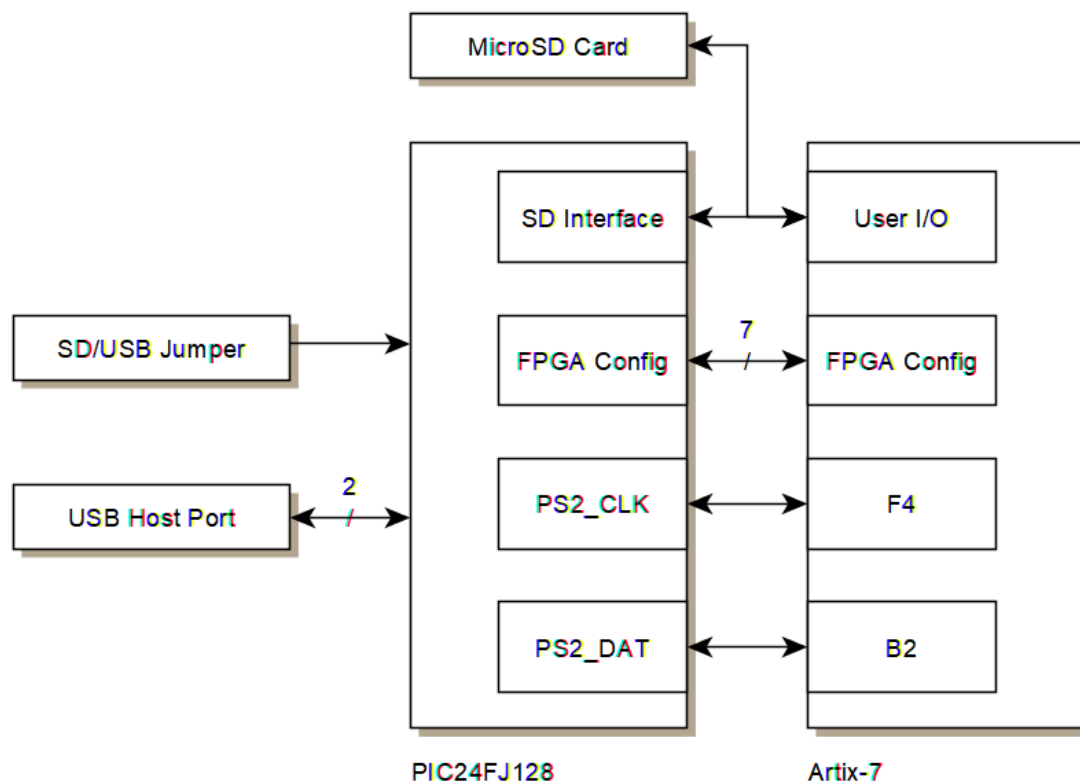 MicroSD Card
SD Interface
User I/O
SD/USB Jumper
7
/
FPGA Config
FPGA Config
2
/
USB Host Port
PS2_CLK
F4
PS2_DAT
B2
PIC24FJ128
Artix-7